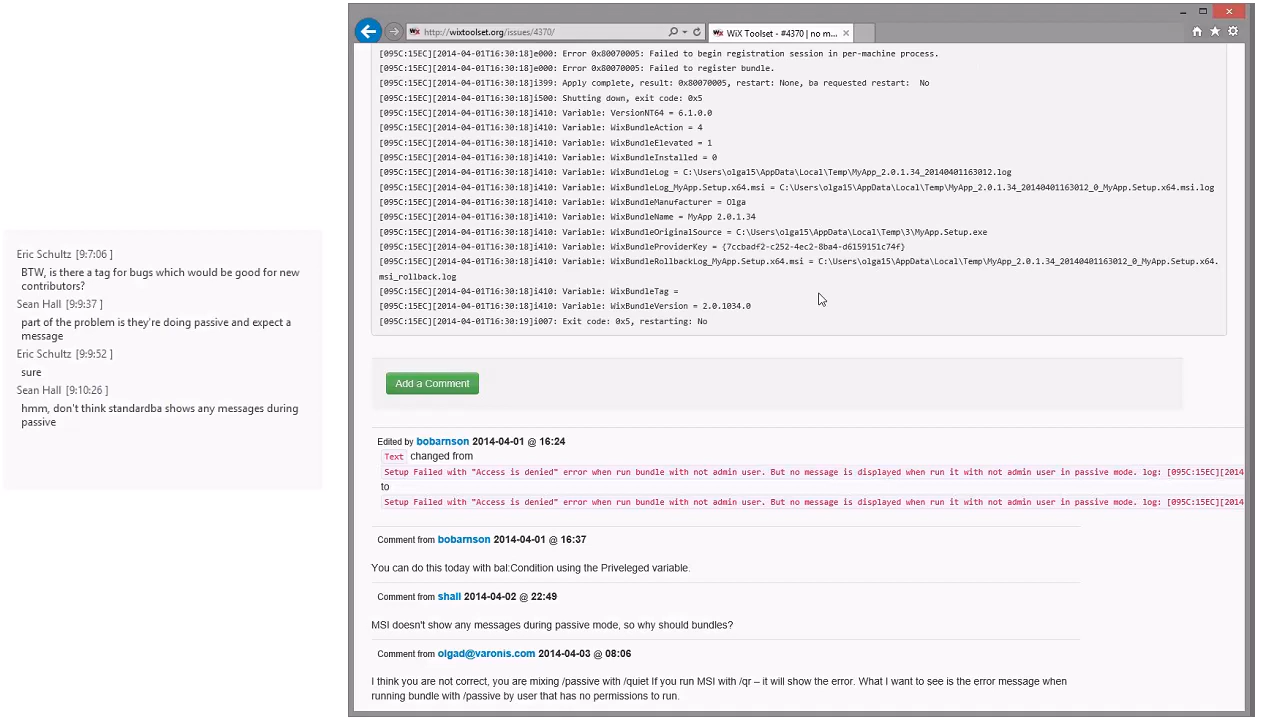 Eric Schultz [9:7:06 ]
BTW, is there a tag for bugs which would be good for new
contributors?
Sean Hall [9:9:37 ]
part of the problem is they're doing passive and expect a
message
Eric Schultz [9:9:52 ]
sure
Sean Hall [9:10:26 ]
hmm, don't think standardba shows any messages during
passive
http://wixtoolset.org/issues/4370/
WiX Toolset - #4370 | no m...
[095C:15EC][2014-04-01T16:30:18]e000: Error 0x80070005: Failed to begin registration session in per-machine process.
[095C:15EC][2014-04-01T16:30:18]e000: Error 0x80070005: Failed to register bundle.
[095C:15EC][2014-04-01T16:30:18]i399: Apply complete, result: 0x80070005, restart: None, ba requested restart:  No
[095C:15EC][2014-04-01T16:30:18]i500: Shutting down, exit code: 0x5
[095C:15EC][2014-04-01T16:30:18]i410: Variable: VersionNT64 = 6.1.0.0
[095C:15EC][2014-04-01T16:30:18]i410: Variable: WixBundleAction = 4
[095C:15EC][2014-04-01T16:30:18]i410: Variable: WixBundleElevated = 1
[095C:15EC][2014-04-01T16:30:18]i410: Variable: WixBundleInstalled = 0
[095C:15EC][2014-04-01T16:30:18]i410: Variable: WixBundleLog = C:\Users\olga15\AppData\Local\Temp\MyApp_2.0.1.34_20140401163012.log
[095C:15EC][2014-04-01T16:30:18]i410: Variable: WixBundleLog_MyApp.Setup.x64.msi = C:\Users\olga15\AppData\Local\Temp\MyApp_2.0.1.34_20140401163012_0_MyApp.Setup.x64.msi.log
[095C:15EC][2014-04-01T16:30:18]i410: Variable: WixBundleManufacturer = Olga
[095C:15EC][2014-04-01T16:30:18]i410: Variable: WixBundleName = MyApp 2.0.1.34
[095C:15EC][2014-04-01T16:30:18]i410: Variable: WixBundleOriginalSource = C:\Users\olga15\AppData\Local\Temp\3\MyApp.Setup.exe
[095C:15EC][2014-04-01T16:30:18]i410: Variable: WixBundleProviderKey = {7ccbadf2-c252-4ec2-8ba4-d6159151c74f}
[095C:15EC][2014-04-01T16:30:18]i410: Variable: WixBundleRollbackLog_MyApp.Setup.x64.msi = C:\Users\olga15\AppData\Local\Temp\MyApp_2.0.1.34_20140401163012_0_MyApp.Setup.x64.
msi_rollback.log
[095C:15EC][2014-04-01T16:30:18]i410: Variable: WixBundleTag =
[095C:15EC][2014-04-01T16:30:18]i410: Variable: WixBundleVersion = 2.0.1034.0
[095C:15EC][2014-04-01T16:30:19]i007: Exit code: 0x5, restarting: No
Add a Comment
Edited by bobarnson 2014-04-01 @ 16:24
Text changed from
Setup Failed with "Access is denied" error when run bundle with not admin user. But no message is displayed when run it with not admin user in passive mode. log: [095C:15EC][2014
to
Setup Failed with "Access is denied" error when run bundle with not admin user. But no message is displayed when run it with not admin user in passive mode. log: [095C:15EC][2014
Comment from bobarnson 2014-04-01 @ 16:37
You can do this today with bal:Condition using the Priveleged variable.
Comment from shall 2014-04-02 @ 22:49
MSI doesn't show any messages during passive mode, so why should bundles?
Comment from olgad@varonis.com 2014-04-03 @ 08:06
I think you are not correct, you are mixing /passive with /quiet If you run MSI with /qr – it will show the error. What I want to see is the error message when
running bundle with /passive by user that has no permissions to run.